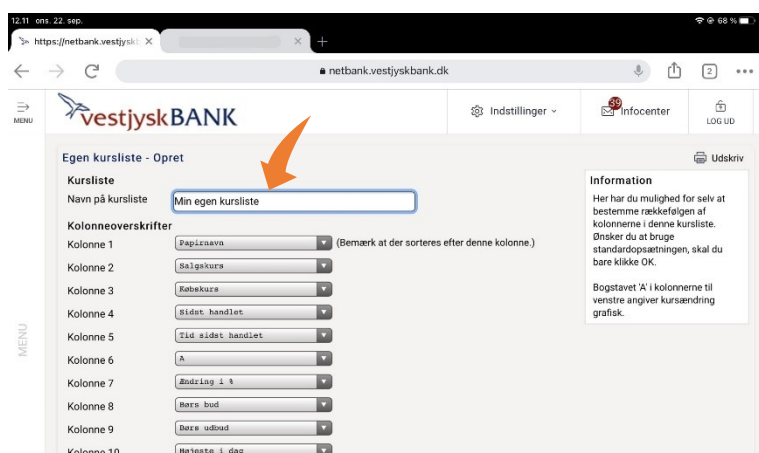 12.11 ons. 22. sep.
68 %
https://netbank.vestjyskb
netbank.vestjyskbank.dk
2
MENU
vestjyskBANK
Indstillinger
39
Infocenter
LOG UD
Egen kursliste - Opret
Udskriv
Kursliste
Navn på kursliste Min egen kursliste
Kolonneoverskrifter
Kolonne 1 Papirnavn (Bemærk at der sorteres efter denne kolonne.)
Kolonne 2 Salgskurs
Kolonne 3 Købskurs
Kolonne 4 Sidst handlet
Kolonne 5 Tid sidst handlet
Kolonne 6 A
Kolonne 7 Ændring i %
Kolonne 8 Børs bud
Kolonne 9 Børs udbud
Kolonne 10 Højeste i dag
Information
Her har du mulighed for selv at
bestemme rækkefølgen af
kolonnerne i denne kursliste.
Ønsker du at bruge
standardopsætningen, skal du
bare klikke OK.
Bogstavet 'A' i kolonnerne til
venstre angiver kursændring
grafisk.
MENU